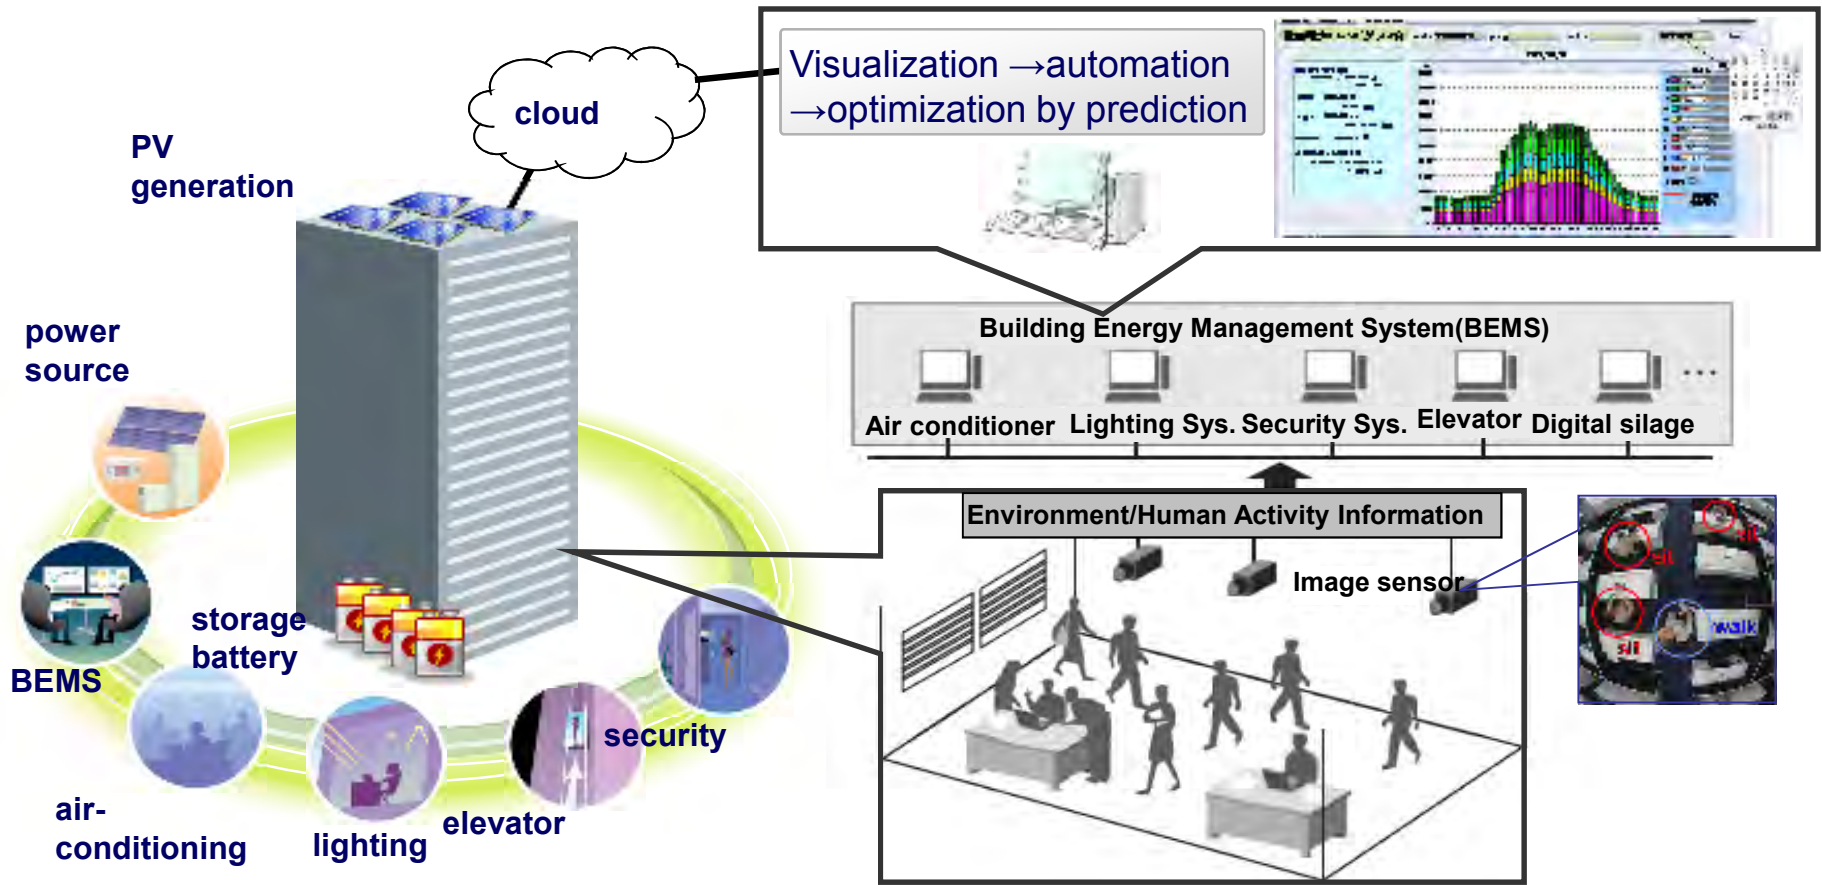 Visualization →automation
→optimization by prediction
cloud
PV
generation
power
source
Building Energy Management System(BEMS)
Air conditioner
Lighting Sys.
Security Sys.
Elevator
Digital silage
...
Environment/Human Activity Information
Image sensor
sit
sit
sit
walk
storage
battery
BEMS
security
air-
conditioning
lighting
elevator